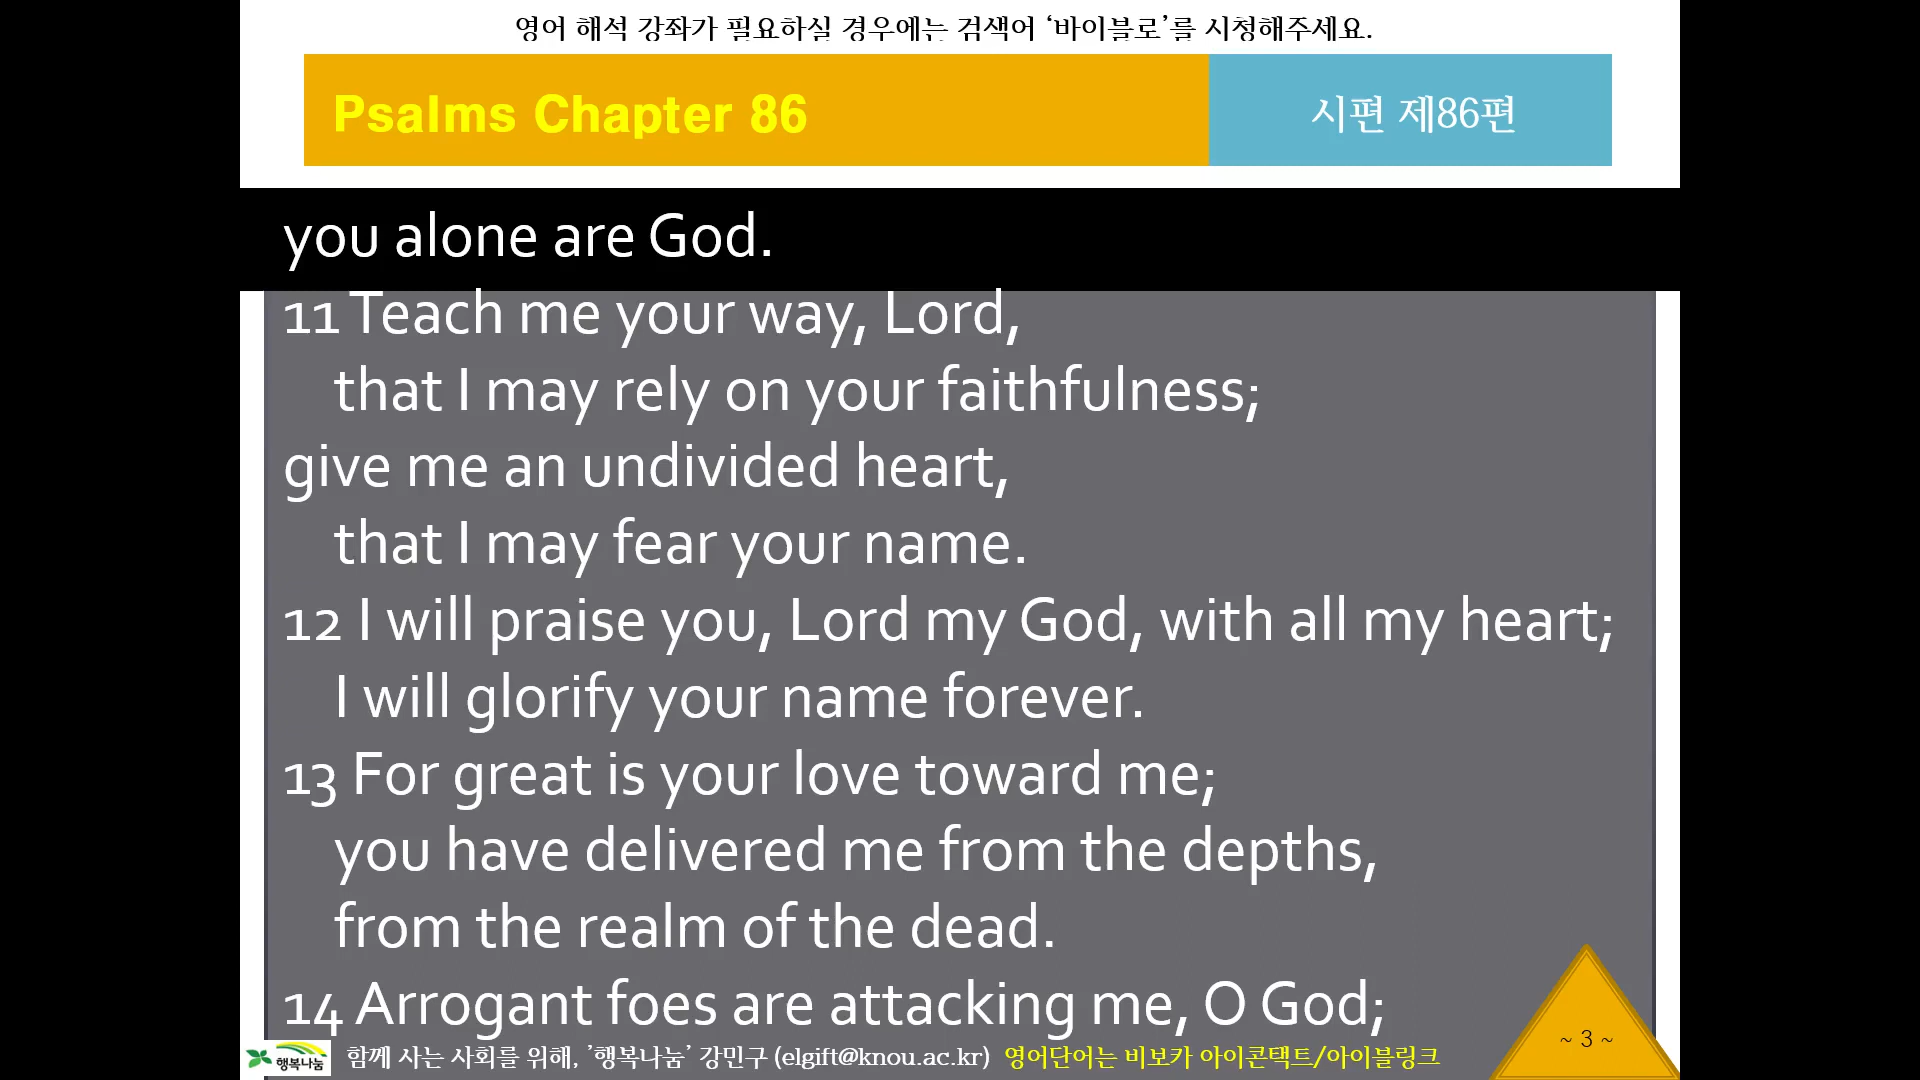 영어 해석 강좌가 필요하실 경우에는 검색어 ‘바이블로’를 시청해주세요.
Psalms Chapter 86
시편 제86편
you alone are God.
11 Teach me your way, Lord,
that I may rely on your faithfulness;
give me an undivided heart,
that I may fear your name.
12 I will praise you, Lord my God, with all my heart;
I will glorify your name forever.
13 For great is your love toward me;
you have delivered me from the depths,
from the realm of the dead.
14 Arrogant foes are attacking me, O God;
~ 3 ~
행복나눔 함께 사는 사회를 위해, ’행복나눔’ 강민구 (elgift@knou.ac.kr) 영어단어는 비보카 아이콘택트/아이블링크